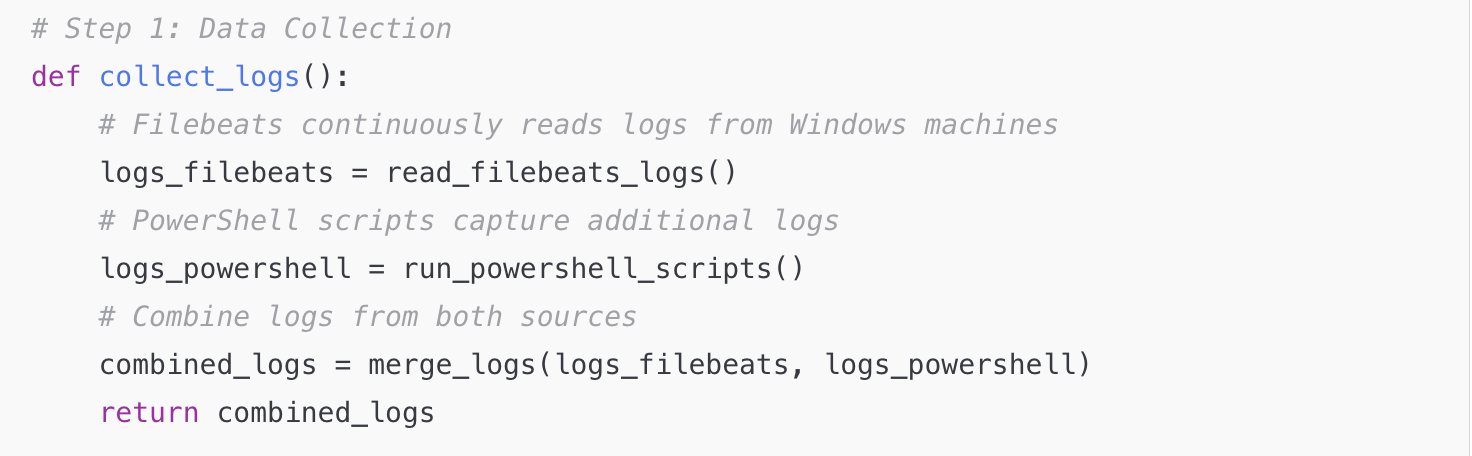 # Step 1: Data Collection
def collect_logs():
    # Filebeats continuously reads logs from Windows machines
    logs_filebeats = read_filebeats_logs()
    # PowerShell scripts capture additional logs
    logs_powershell = run_powershell_scripts()
    # Combine logs from both sources
    combined_logs = merge_logs(logs_filebeats, logs_powershell)
    return combined_logs